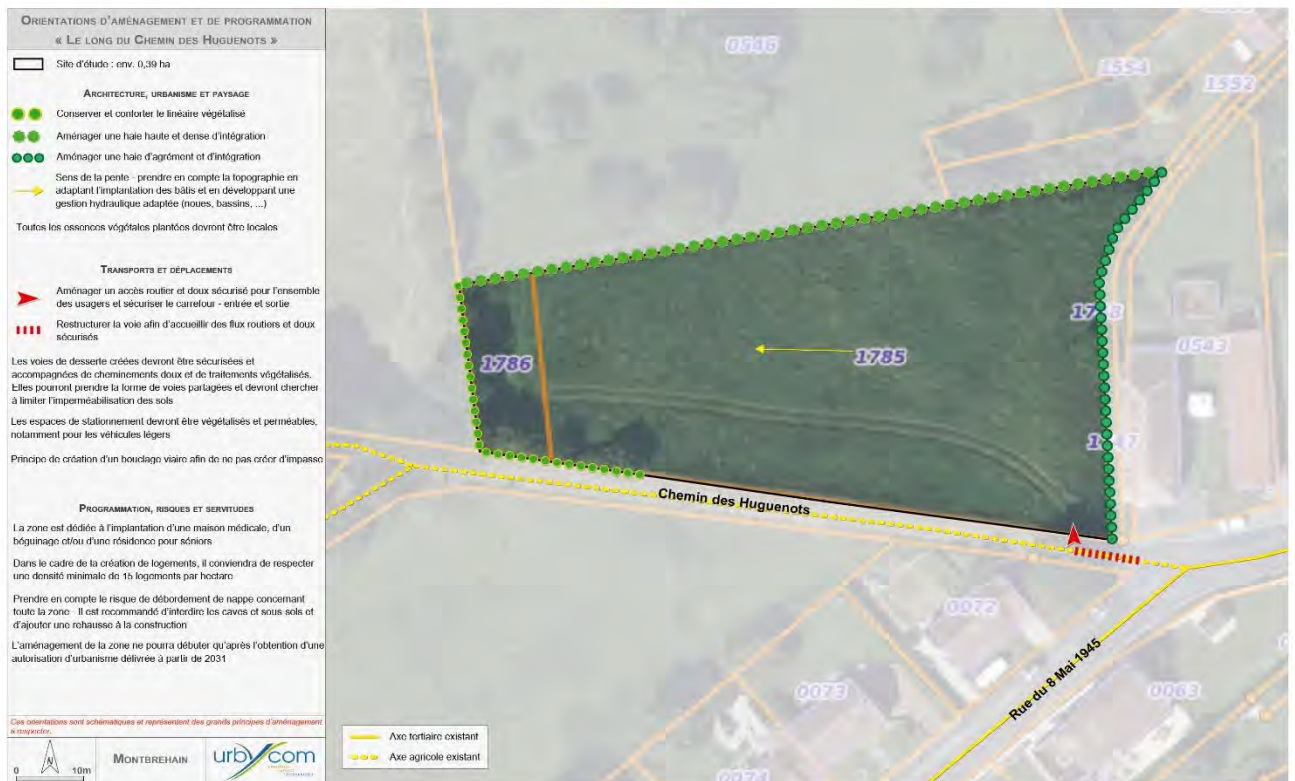 ORIENTATIONS D'AMÉNAGEMENT ET DE PROGRAMMATION
« LE LONG DU CHEMIN DES HUGUENOTS »
Site d'étude : env. 0,39 ha
ARCHITECTURE, URBANISME ET PAYSAGE
Conserver et conforter le linéaire végétalisé
Aménager une haie haute et dense d'intégration
Aménager une haie d'agrément et d'intégration
Sens de la pente - prendre en compte la topographie en
adaptant l'implantation des bâtis et en développant une
gestion hydraulique adaptée (noues, bassins, ...)
Toutes les essences végétales plantées devront être locales
TRANSPORTS ET DÉPLACEMENTS
Aménager un accès routier et doux sécurisé pour l'ensemble
des usagers et sécuriser le carrefour - entrée et sortie
Restructurer la voie afin d'accueillir des flux routiers et doux
sécurisés
Les voies de desserte créées devront être sécurisées et
accompagnées de cheminements doux et de traitements végétalisés.
Elles pourront prendre la forme de voies partagées et devront chercher
à limiter l'imperméabilisation des sols
Les espaces de stationnement devront être végétalisés et perméables,
notamment pour les véhicules légers
Principe de création d'un bouclage viaire afin de ne pas créer d'impasse
PROGRAMMATION, RISQUES ET SERVITUDES
La zone est dédiée à l'implantation d'une maison médicale, d'un
béguinage et/ou d'une résidence pour séniors
Dans le cadre de la création de logements, il conviendra de respecter
une densité minimale de 15 logements par hectare
Prendre en compte le risque de débordement de nappe concernant
toute la zone - Il est recommandé d'interdire les caves et sous sols et
d'ajouter une rehausse à la construction
L'aménagement de la zone ne pourra débuter qu'après l'obtention d'une
autorisation d'urbanisme délivrée à partir de 2031
Ces orientations sont schématiques et représentent des grands principes d'aménagement
à respecter.
0 N 10m
MONTBREHAIN
urbycom
0546
1554
1552
1786
1785
0543
Chemin des Huguenots
0072
0073
0063
0074
Rue du 8 Mai 1945
Axe tertiaire existant
Axe agricole existant